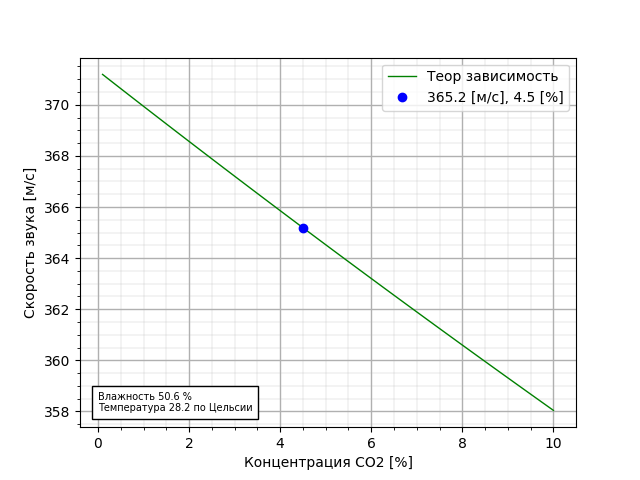 Теор зависимость
365.2 [м/с], 4.5 [%]
Скорость звука [м/с]
370
368
366
364
362
360
358
Влажность 50.6 %
Температура 28.2 по Цельсии
0 2 4 6 8 10
Концентрация CO2 [%]